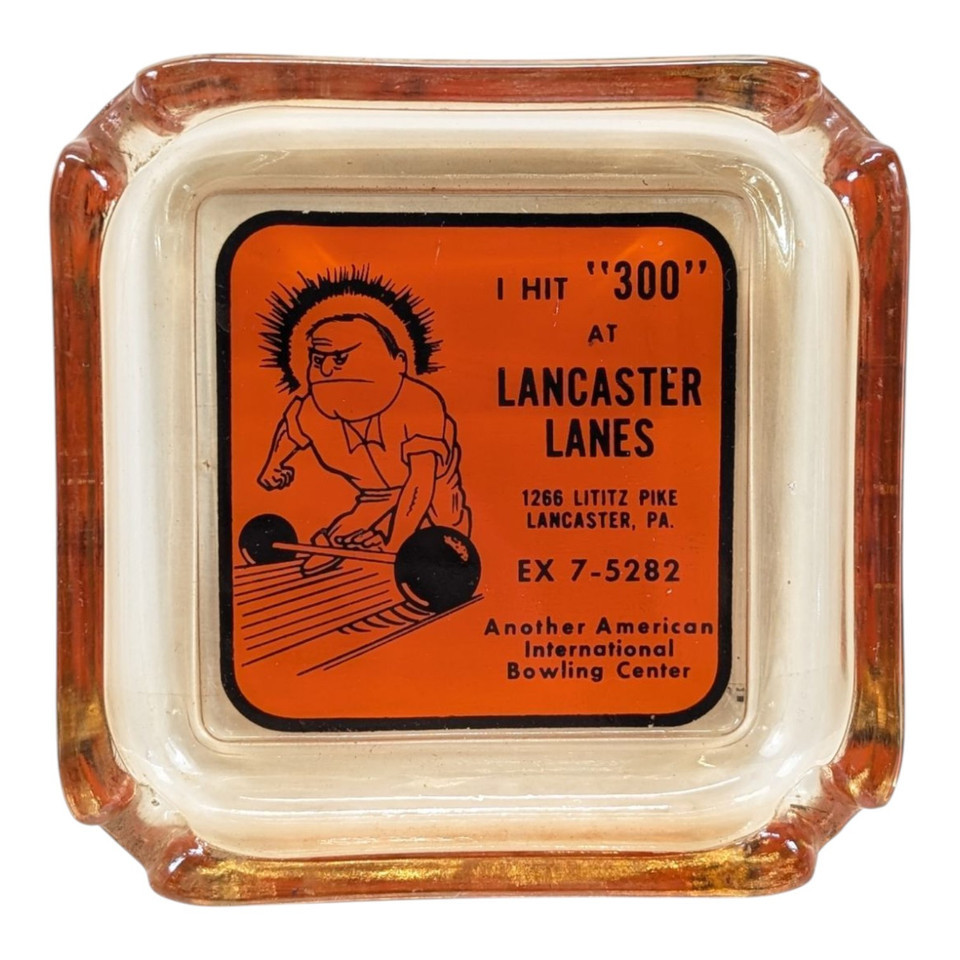 I HIT "300"
AT
LANCASTER
LANES
1266 LITITZ PIKE
LANCASTER, PA.
EX 7-5282
Another American
International
Bowling Center